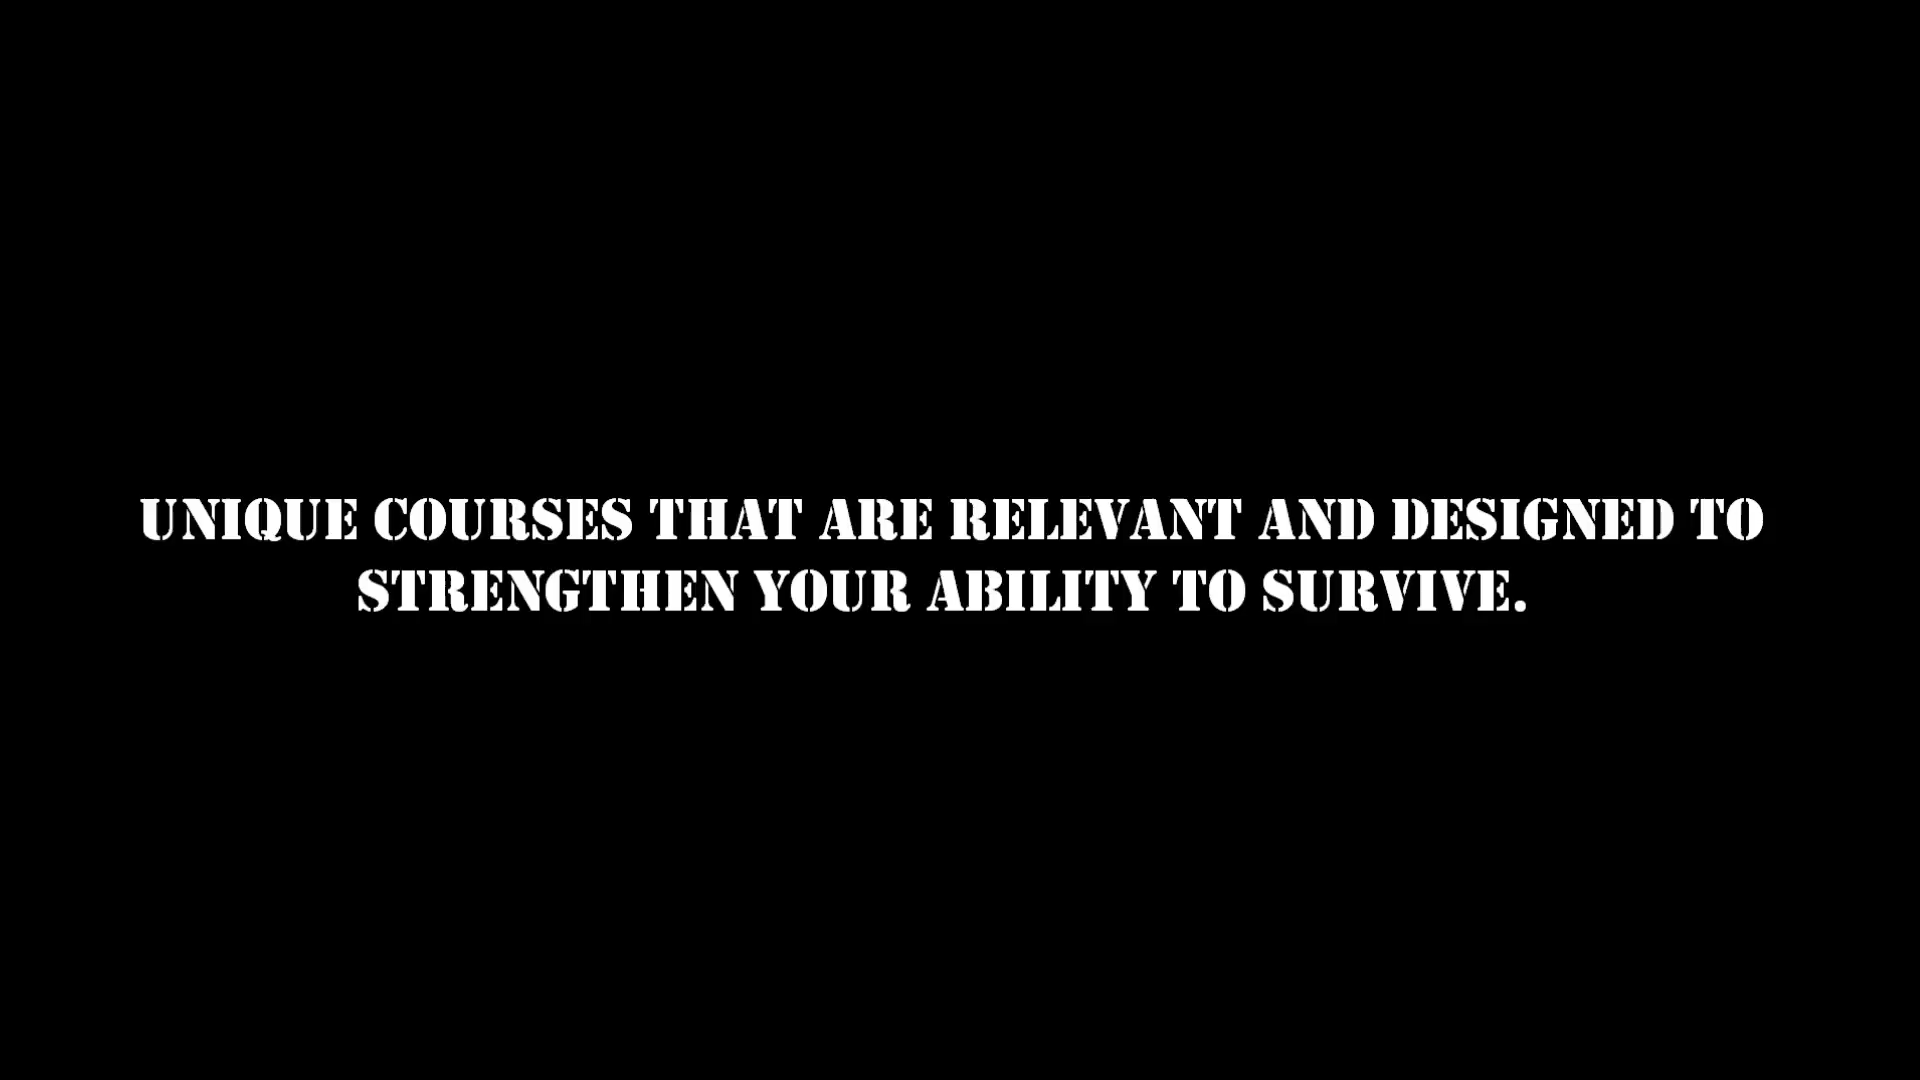 UNIQUE COURSES THAT ARE RELEVANT AND DESIGNED TO
STRENGTHEN YOUR ABILITY TO SURVIVE.